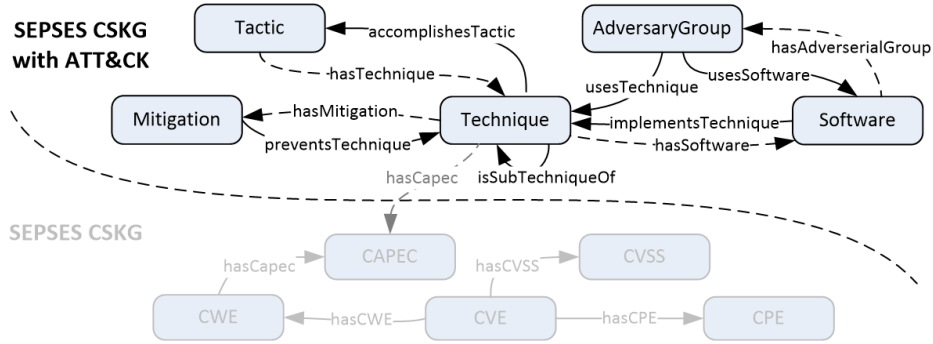 SEPSES CSKG
with ATT&CK
Tactic
accomplishesTactic
AdversaryGroup
hasAdverserialGroup
hasTechnique
usesTechnique
usesSoftware
Mitigation
hasMitigation
preventsTechnique
Technique
implementsTechnique
hasSoftware
Software
hasCapec
isSubTechniqueOf
SEPSES CSKG
hasCapec
CAPEC
hasCVSS
CVSS
CWE
hasCWE
CVE
hasCPE
CPE